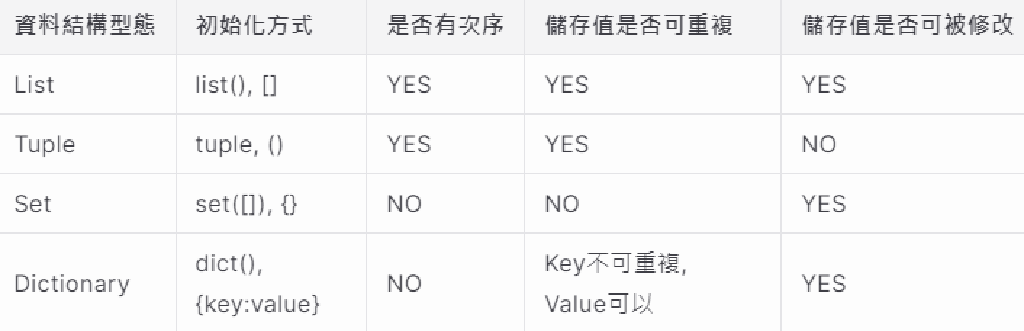 資料結構型態 初始化方式 是否有次序 儲存值是否可重複 儲存值是否可被修改
List list(), [] YES YES YES
Tuple tuple, () YES YES NO
Set set([]), {} NO NO YES
Dictionary dict(), {key:value} NO Key不可重複, Value可以 YES